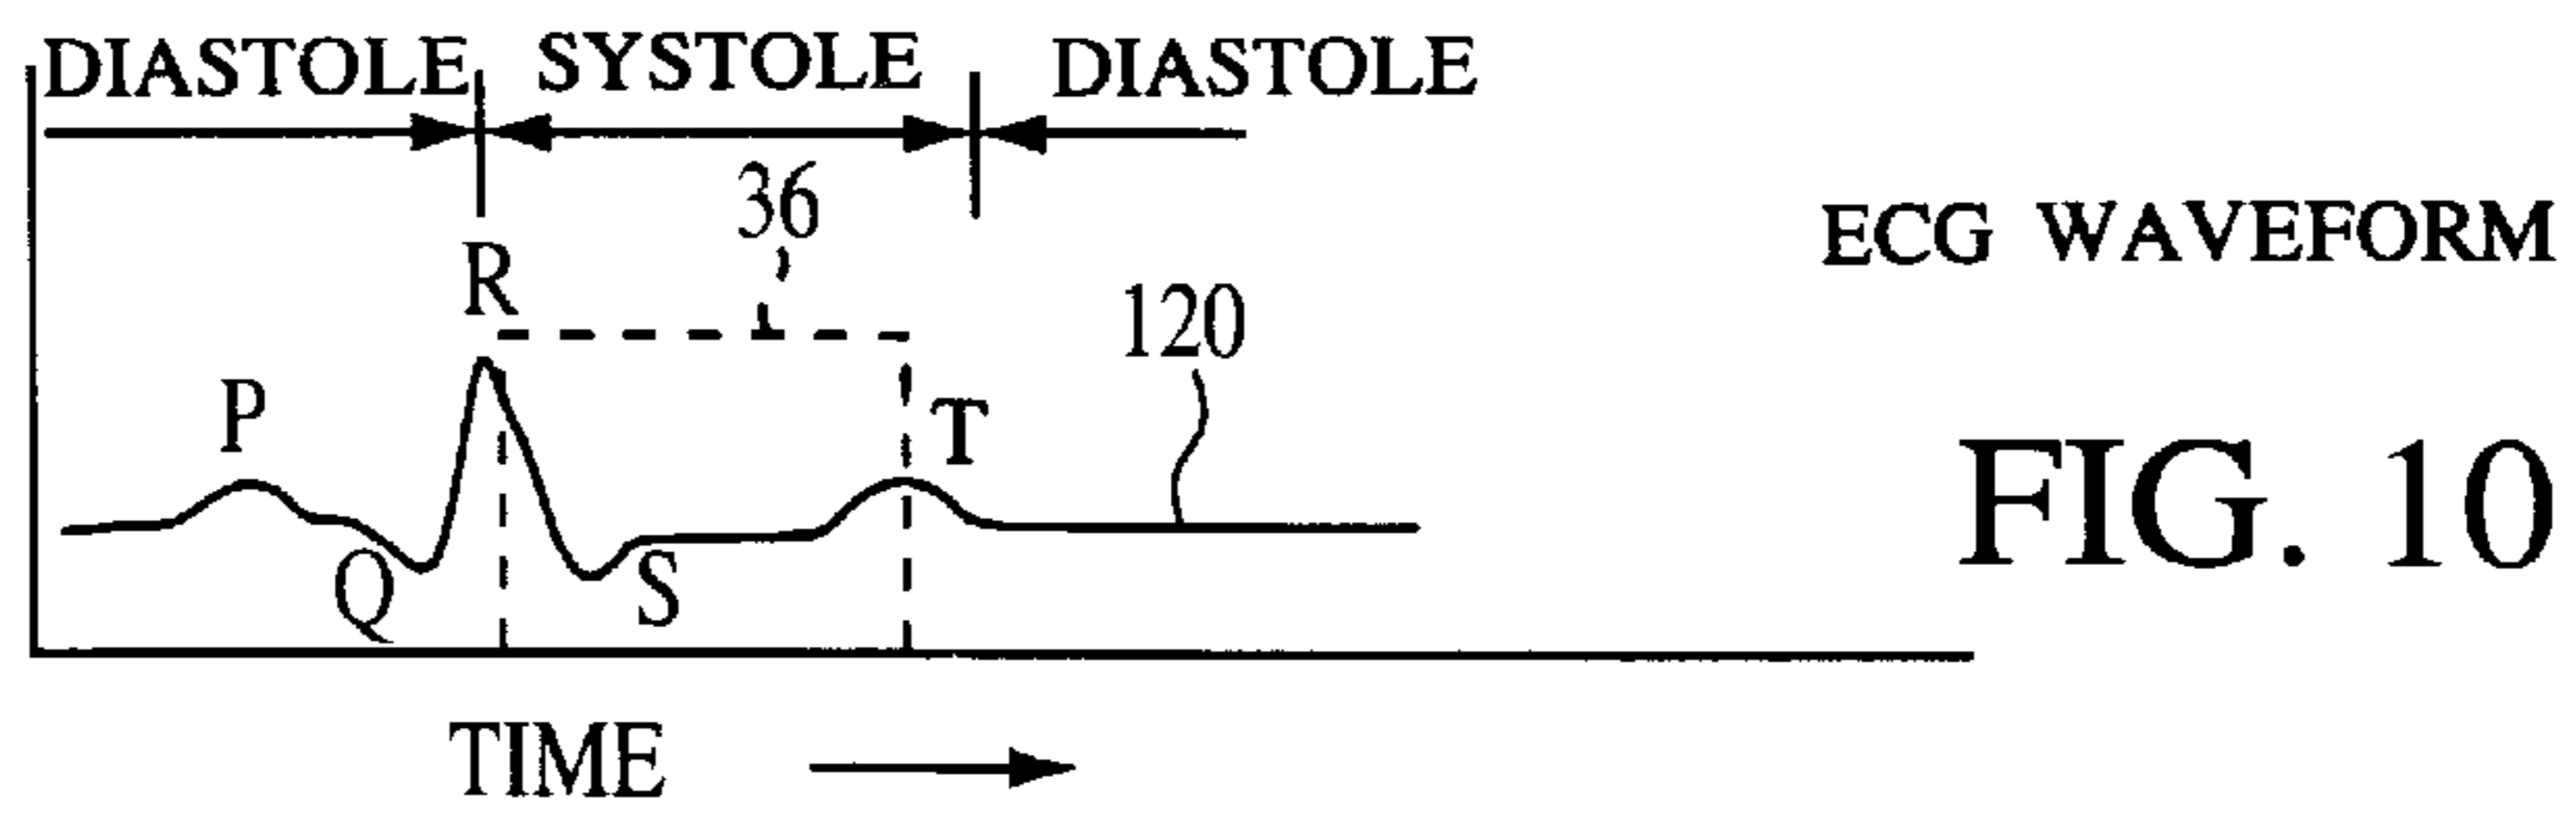 DIASTOLE SYSTOLE DIASTOLE
36
ECG WAVEFORM
R
120
P
T
FIG. 10
Q
S
TIME